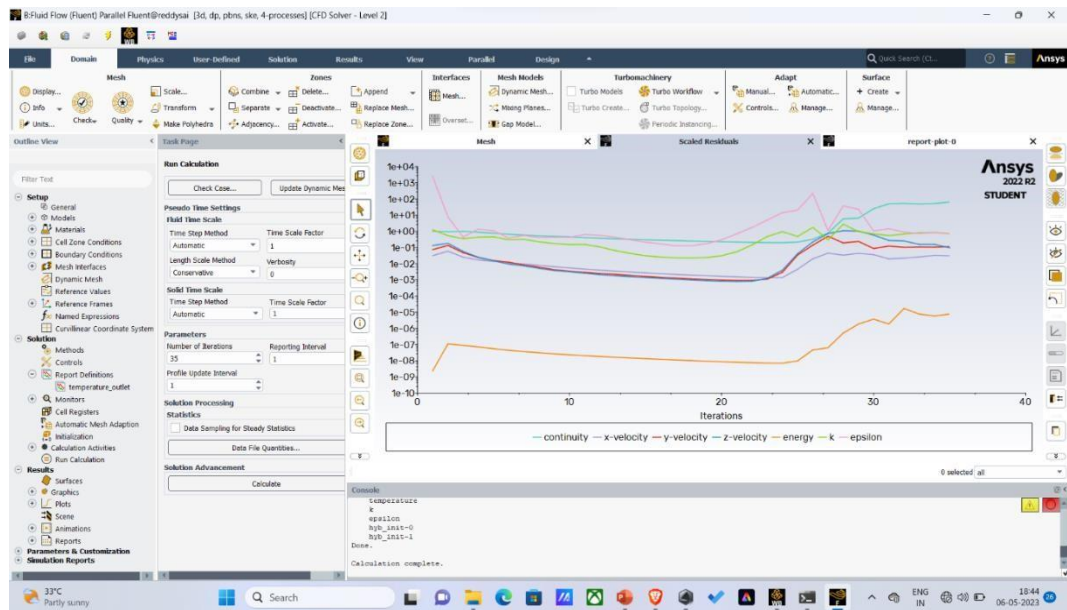 B:Fluid Flow (Fluent) Parallel Fluent@reddysai [3d, dp, pbns, ske, 4-processes] [CFD Solver - Level 2]
File Domain Physics User-Defined Solution Results View Parallel Design Quick Search (Ct... Ansys
Mesh Zones Interfaces Mesh Models Turbomachinery Adapt Surface
Display... Scale... Combine Delete... Append Mesh... Dynamic Mesh... Turbo Models Turbo Workflow Manual... Automatic... + Create
Info Check Quality Transform Separate Deactivate... Replace Mesh... Mixing Planes... Turbo Create... Turbo Topology... Controls... Manage... Manage...
Units... Make Polyhedra Adjacency... Activate... Replace Zone... Overset... Gap Model... Periodic Instancing...
Outline View
Filter Text
Setup
General
Models
Materials
Cell Zone Conditions
Boundary Conditions
Mesh Interfaces
Dynamic Mesh
Reference Values
Reference Frames
Named Expressions
Curvilinear Coordinate System
Solution
Methods
Controls
Report Definitions
temperature_outlet
Monitors
Cell Registers
Automatic Mesh Adaption
Initialization
Calculation Activities
Run Calculation
Results
Surfaces
Graphics
Plots
Scene
Animations
Reports
Parameters & Customization
Simulation Reports
Task Page
Run Calculation
Check Case... Update Dynamic Mes
Pseudo Time Settings
Fluid Time Scale
Time Step Method Time Scale Factor
Automatic 1
Length Scale Method Verbosity
Conservative 0
Solid Time Scale
Time Step Method Time Scale Factor
Automatic 1
Parameters
Number of Iterations Reporting Interval
35 1
Profile Update Interval
1
Solution Processing
Statistics
Data Sampling for Steady Statistics
Data File Quantities...
Solution Advancement
Calculate
Mesh X Scaled Residuals X report-plot-0 X
Ansys
2022 R2
STUDENT
1e+04
1e+03
1e+02
1e+01
1e+00
1e-01
1e-02
1e-03
1e-04
1e-05
1e-06
1e-07
1e-08
1e-09
1e-10
0 10 20 30 40
Iterations
continuity x-velocity y-velocity z-velocity energy k epsilon
0 selected all
Console
temperature
k
epsilon
hyb_init-0
hyb_init-1
Done.
Calculation complete.
33°C
Partly sunny
Search
ENG
IN
18:44
06-05-2023
26